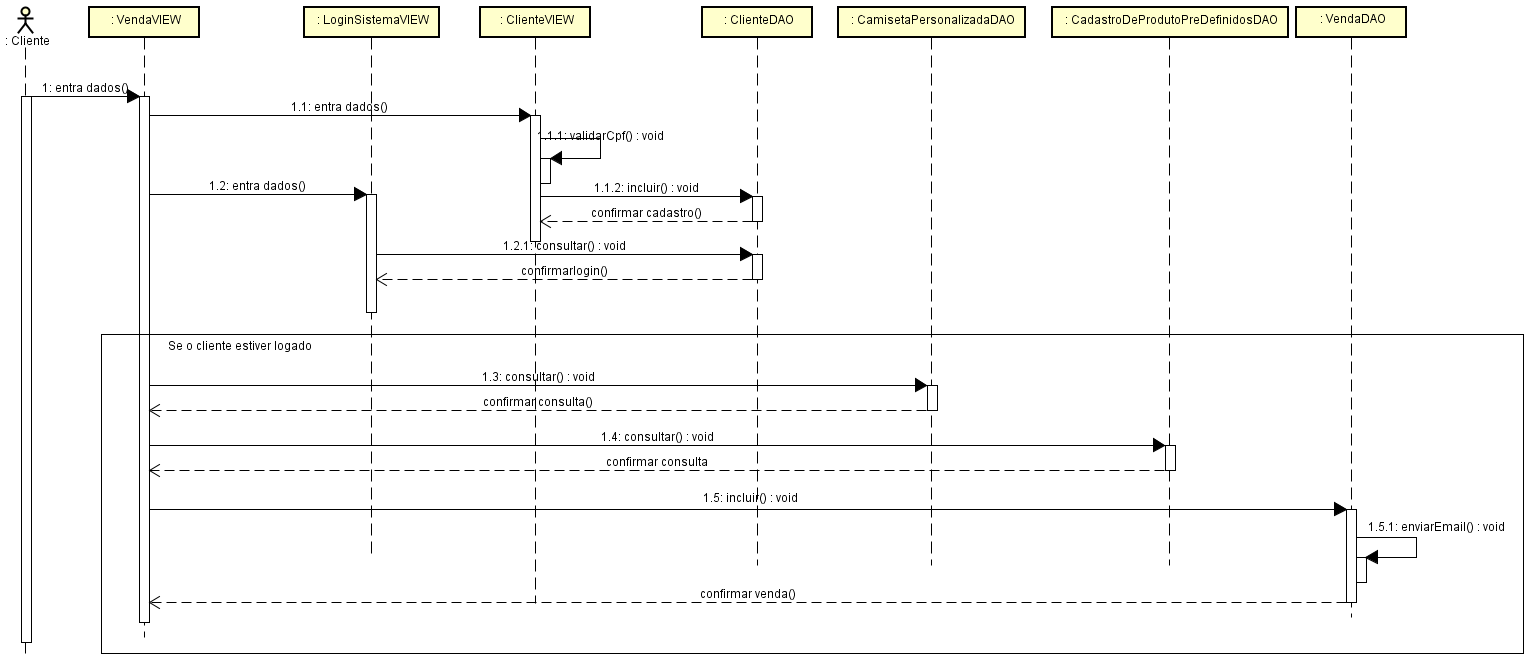 : Cliente
: VendaVIEW
: LoginSistemaVIEW
: ClienteVIEW
: ClienteDAO
: CamisetaPersonalizadaDAO
: CadastroDeProdutoPreDefinidosDAO
: VendaDAO
1: entra dados()
1.1: entra dados()
1.1.1: validarCpf() : void
1.2: entra dados()
1.1.2: incluir() : void
confirmar cadastro()
1.2.1: consultar() : void
confirmarlogin()
Se o cliente estiver logado
1.3: consultar() : void
confirmar consulta()
1.4: consultar() : void
confirmar consulta
1.5: incluir() : void
1.5.1: enviarEmail() : void
confirmar venda()